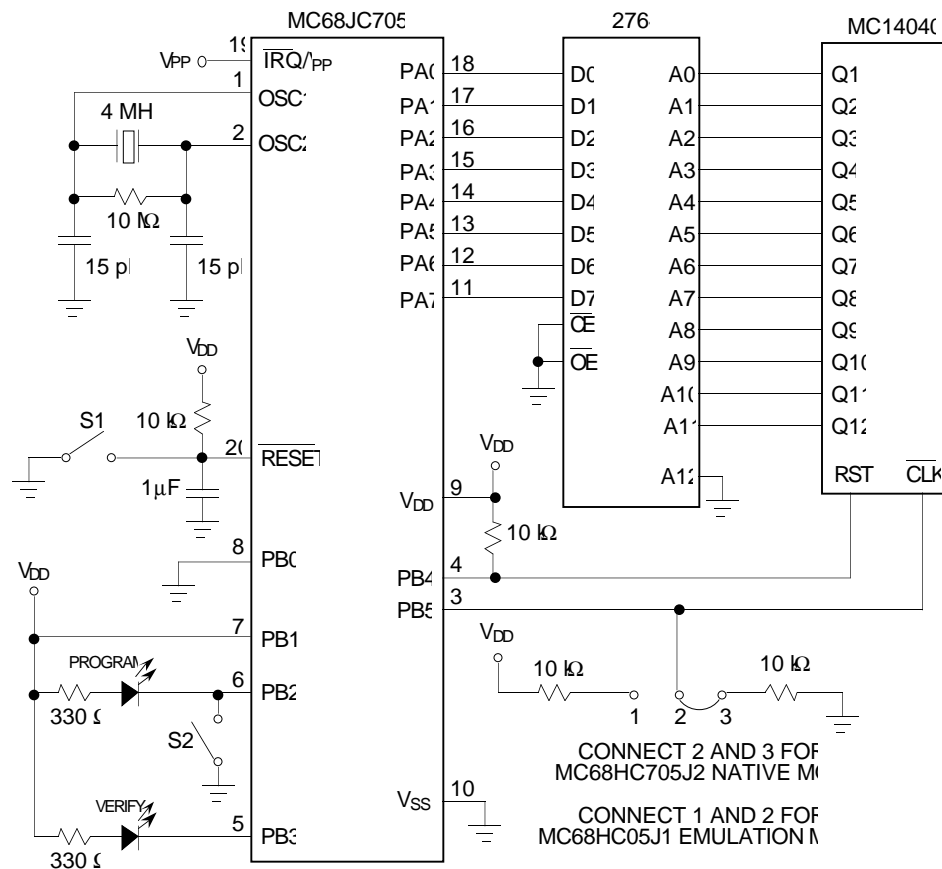 MC68JC705
276
MC14040
VPP
19
IRQ/VPP
1
OSC1
4 MH
2
OSC2
10 MΩ
15 p
15 p
PA0 18
PA1 17
PA2 16
PA3 15
PA4 14
PA5 13
PA6 12
PA7 11
D0
D1
D2
D3
D4
D5
D6
D7
CE
OE
A0
A1
A2
A3
A4
A5
A6
A7
A8
A9
A10
A11
A12
Q1
Q2
Q3
Q4
Q5
Q6
Q7
Q8
Q9
Q10
Q11
Q12
RST
CLK
VDD
10 kΩ
S1
20
RESET
1 µF
8
PB0
VDD
7
PB1
PROGRAM
6
PB2
330 Ω
S2
VERIFY
5
PB3
330 Ω
VDD
VDD 9
10 kΩ
PB4 4
PB5 3
VDD
10 kΩ
1
2
3
10 kΩ
VSS 10
CONNECT 2 AND 3 FOR
MC68HC705J2 NATIVE MO
CONNECT 1 AND 2 FOR
MC68HC05J1 EMULATION M